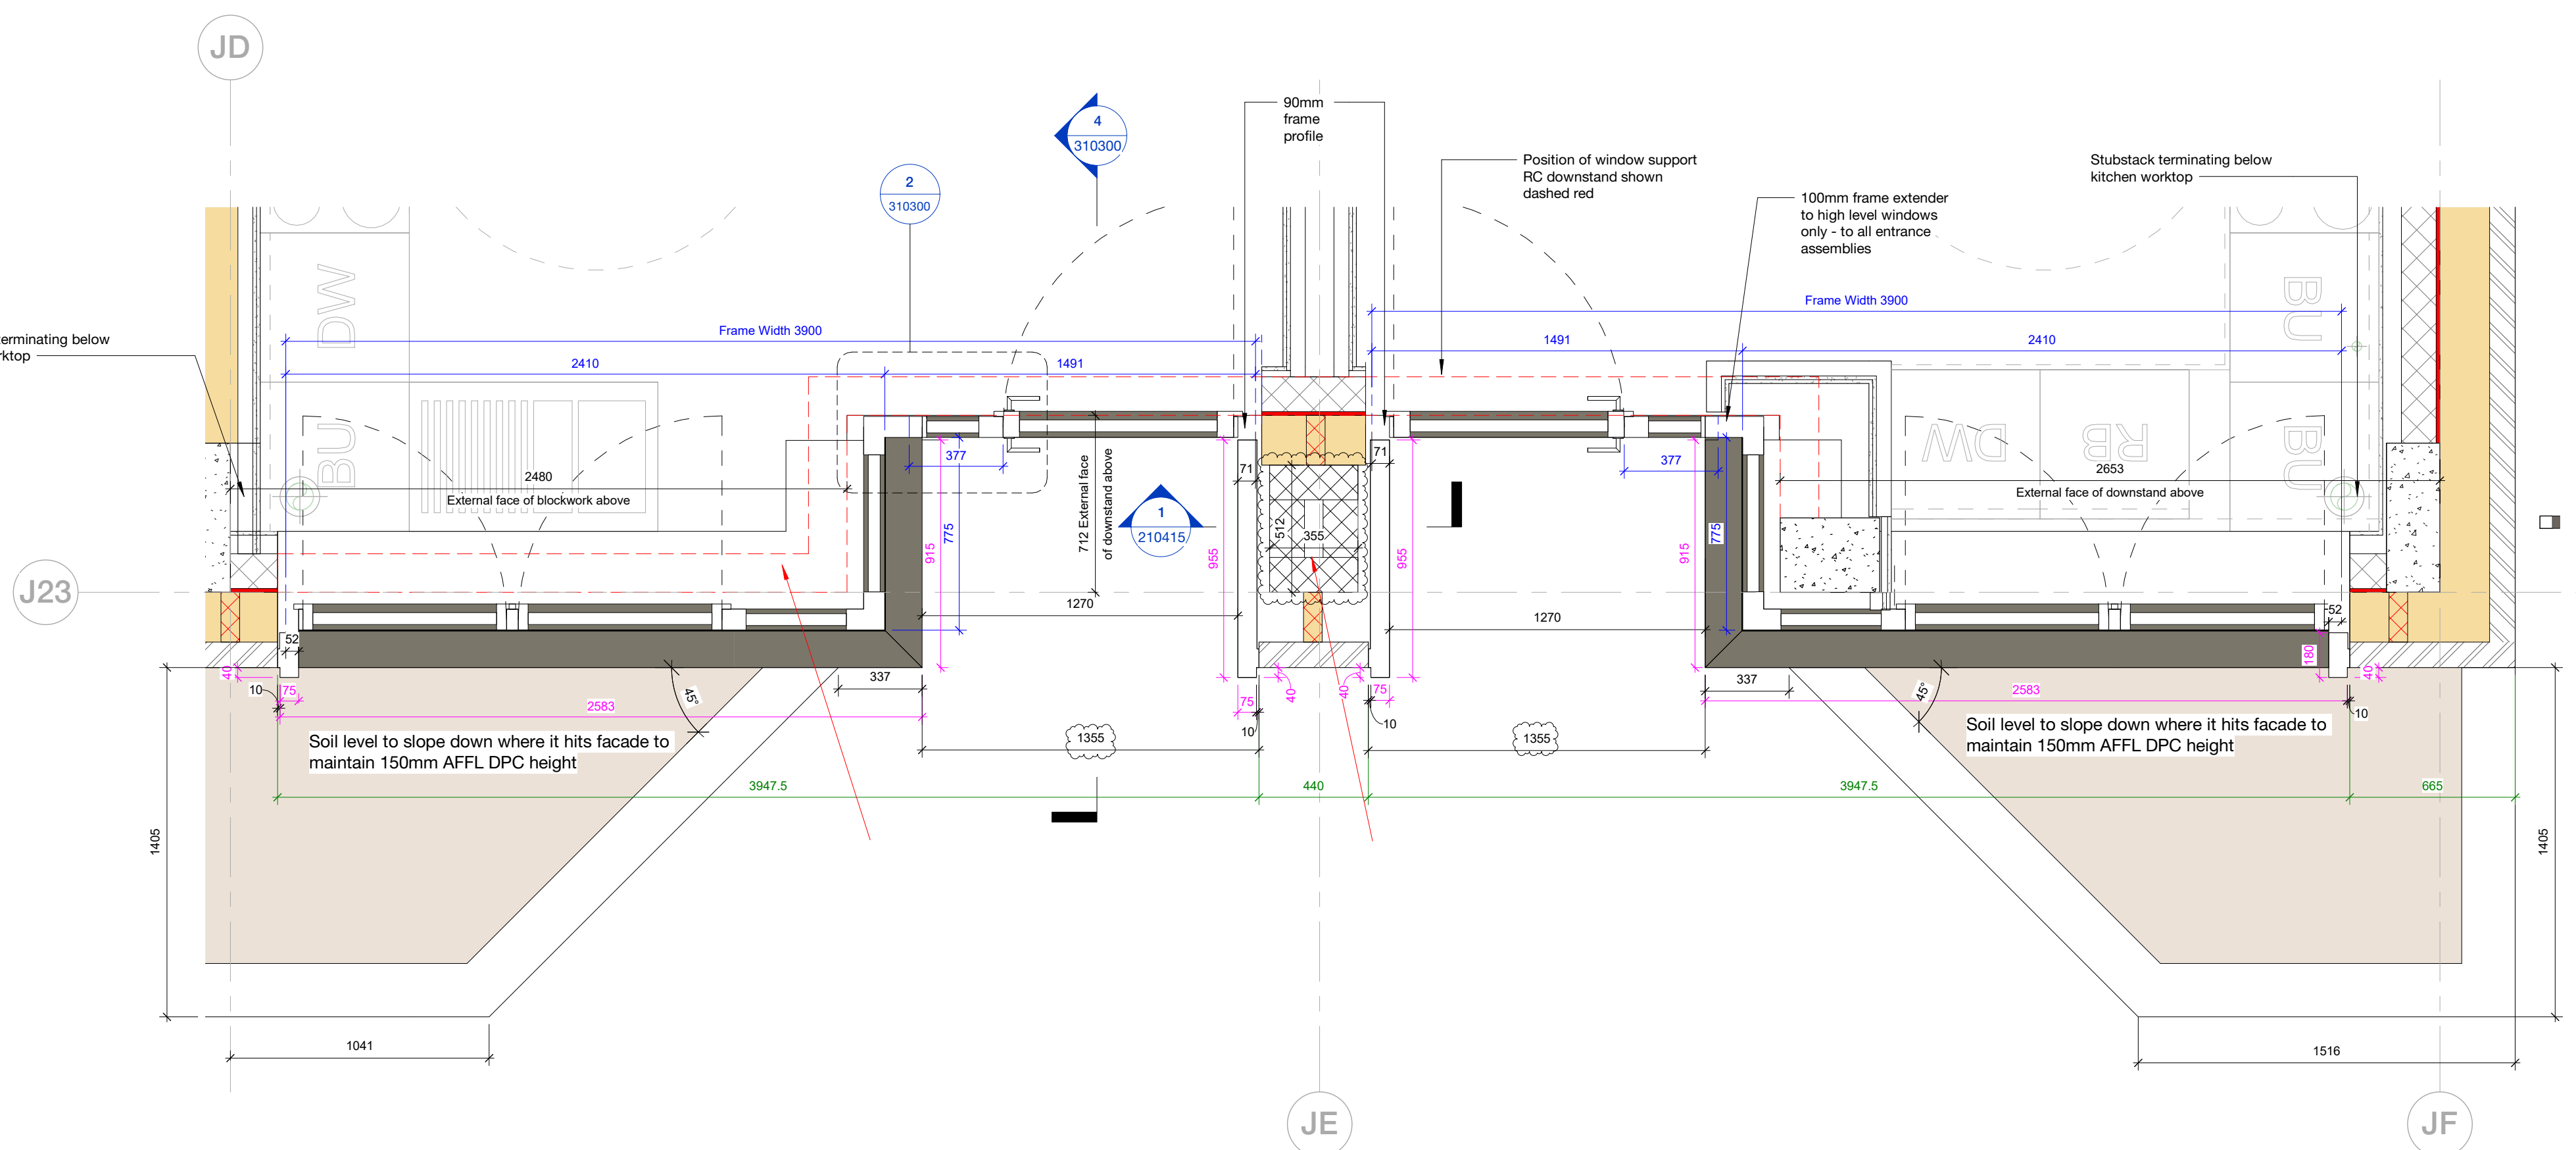 JD
4
310300
90mm
frame
profile
2
310300
Position of window support
RC downstand shown
dashed red
Stubstack terminating below
kitchen worktop
100mm frame extender
to high level windows
only - to all entrance
assemblies
DW
BU
Frame Width 3900
Frame Width 3900
erminating below
rktop
2410
1491
1491
2410
BU
DW
RB
BU
377
71
71
377
2480
External face of blockwork above
2653
External face of downstand above
712 External face
of downstand above
1
210415
915
775
955
512
355
955
915
775
J23
1270
1270
52
52
40
10
75
337
45°
2583
75
10
40
40
75
10
337
45°
2583
180
40
10
Soil level to slope down where it hits facade to
maintain 150mm AFFL DPC height
1355
1355
Soil level to slope down where it hits facade to
maintain 150mm AFFL DPC height
3947.5
440
3947.5
665
1405
1405
1041
1516
JE
JF